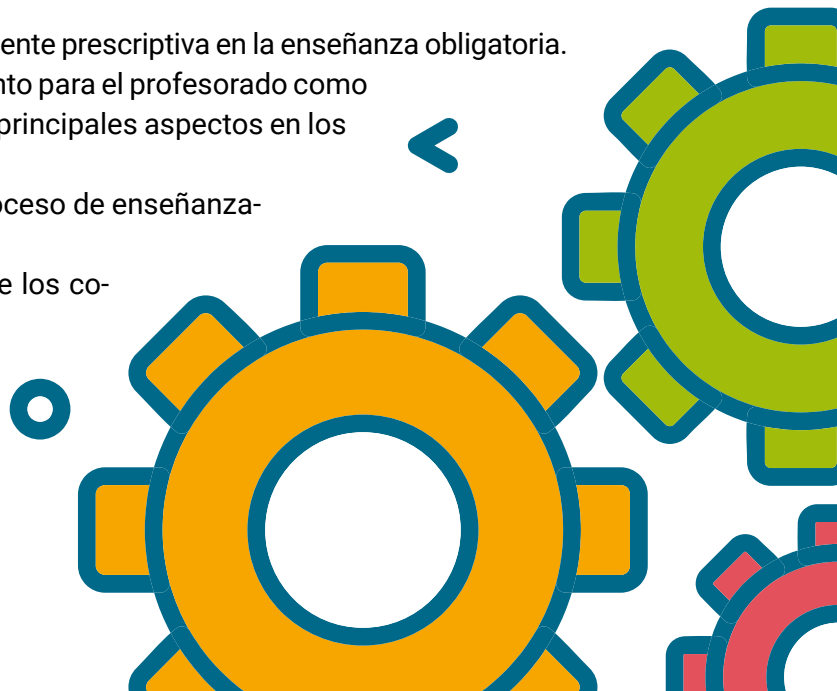 ente prescriptiva en la enseñanza obligatoria.
nto para el profesorado como
principales aspectos en los
oceso de enseñanza-
e los co-